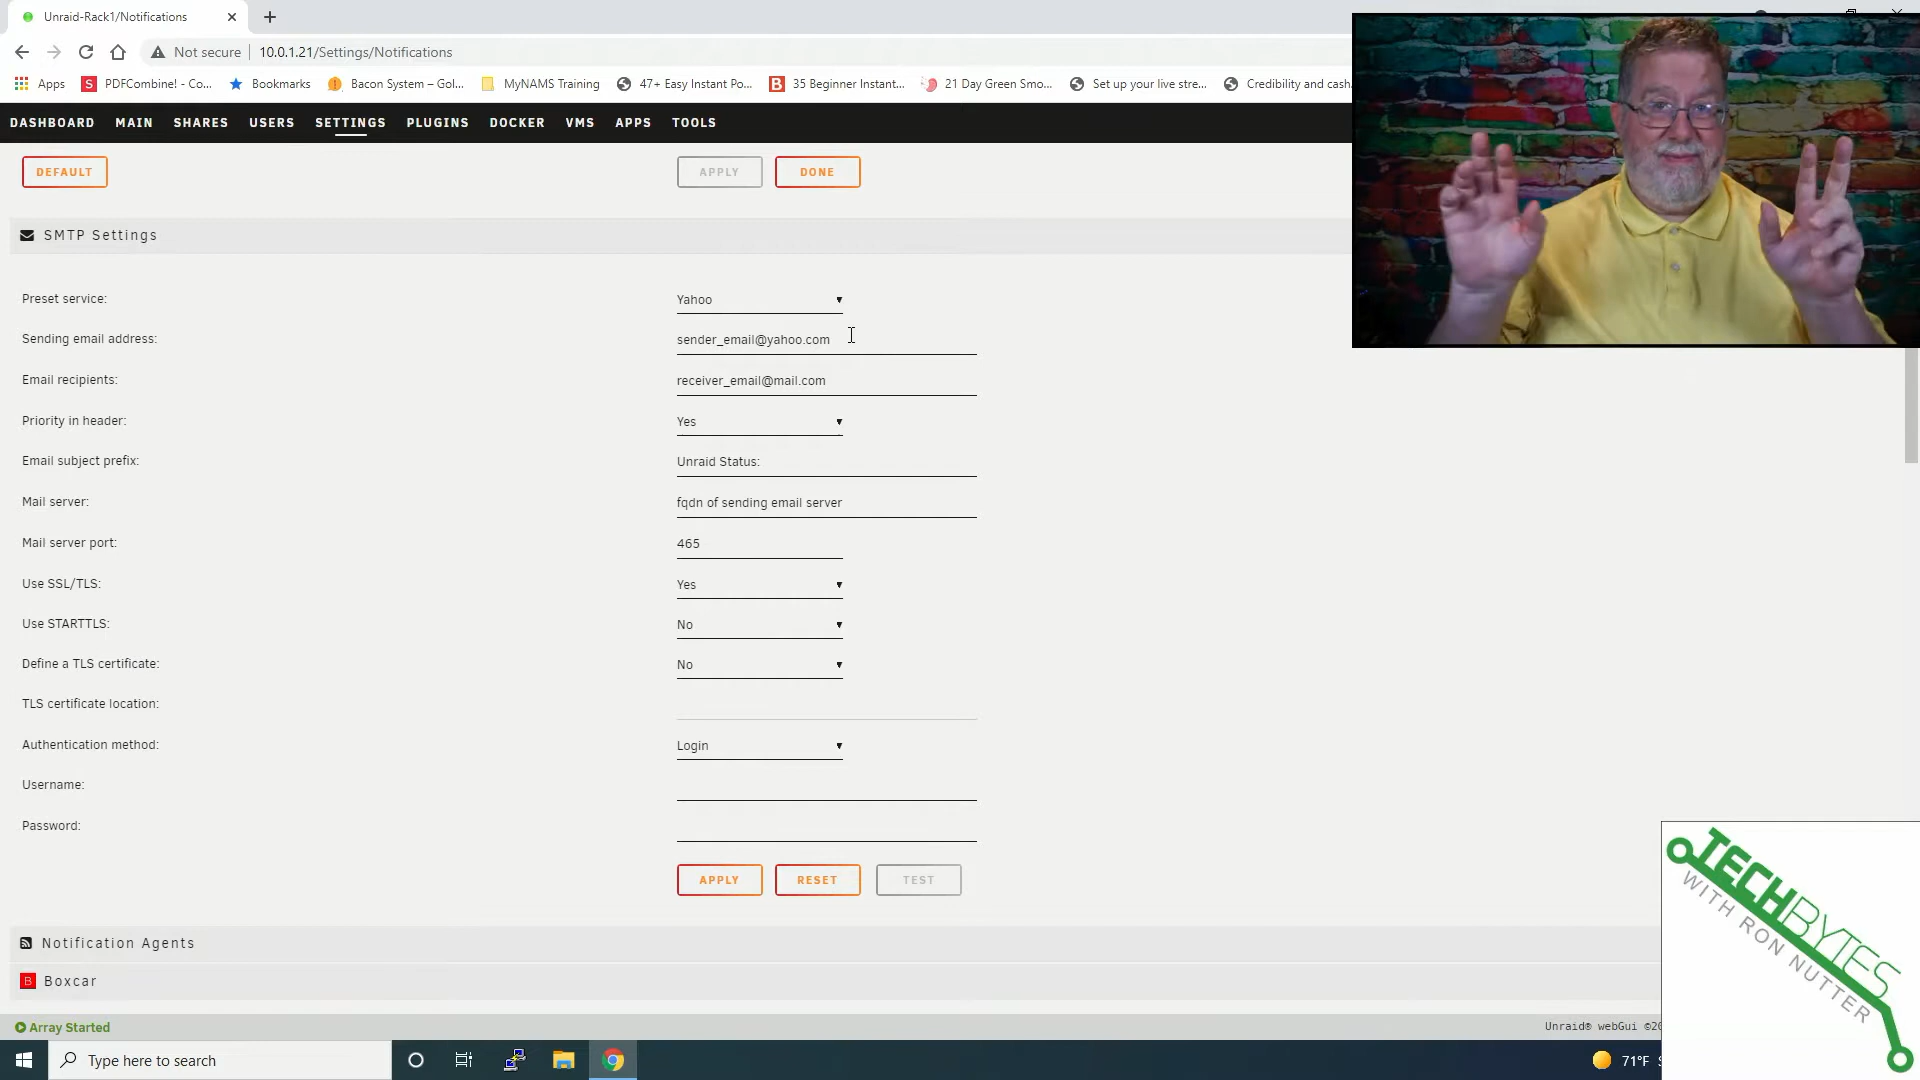 Unraid-Rack1/Notifications
Not secure 10.0.1.21/Settings/Notifications
Apps PDFCombine! - Co... Bookmarks Bacon System – Gol... MyNAMS Training 47+ Easy Instant Po... 35 Beginner Instant... 21 Day Green Smo... Set up your live stre... Credibility and cash
DASHBOARD MAIN SHARES USERS SETTINGS PLUGINS DOCKER VMS APPS TOOLS
DEFAULT APPLY DONE
SMTP Settings
Preset service: Yahoo
Sending email address: sender_email@yahoo.com
Email recipients: receiver_email@mail.com
Priority in header: Yes
Email subject prefix: Unraid Status:
Mail server: fqdn of sending email server
Mail server port: 465
Use SSL/TLS: Yes
Use STARTTLS: No
Define a TLS certificate: No
TLS certificate location:
Authentication method: Login
Username:
Password:
APPLY RESET TEST
Notification Agents
B Boxcar
Array Started
Unraid® webGui ©20
Type here to search
71°F S
TECHBYTES
WITH RON NUTTER